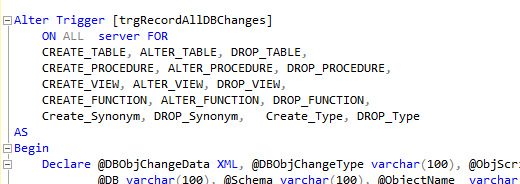 Alter Trigger [trgRecordAllDBChanges]
ON ALL server FOR
CREATE_TABLE, ALTER_TABLE, DROP_TABLE,
CREATE_PROCEDURE, ALTER_PROCEDURE, DROP_PROCEDURE,
CREATE_VIEW, ALTER_VIEW, DROP_VIEW,
CREATE_FUNCTION, ALTER_FUNCTION, DROP_FUNCTION,
Create_Synonym, DROP_Synonym, Create_Type, DROP_Type
AS
Begin
Declare @DBObjChangeData XML, @DBObjChangeType varchar(100), @ObjScri
@DB varchar(100), @Schema varchar(100), @ObjectName varchar